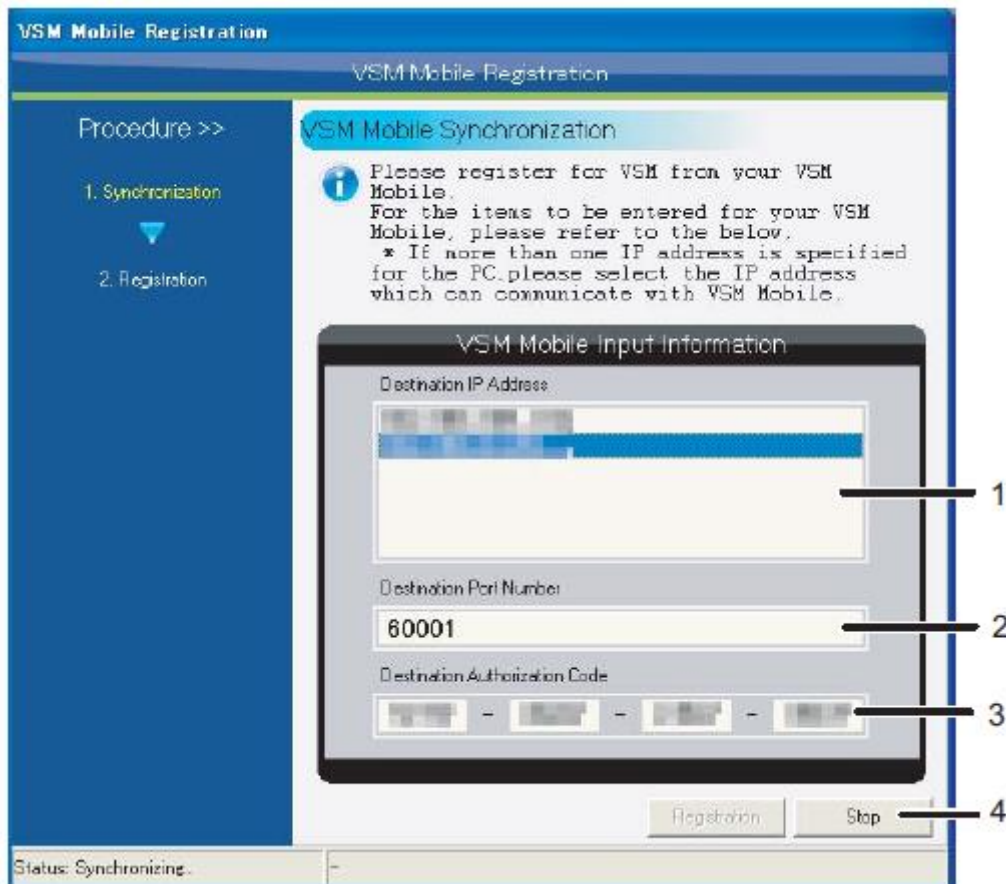 VSM Mobile Registration
VSM Mobile Registration
Procedure >>
1. Synchronization
2. Registration
VSM Mobile Synchronization
Please register for VSM from your VSM
Mobile.
For the items to be entered for your VSM
Mobile, please refer to the below.
* If more than one IP address is specified
for the PC.please select the IP address
which can communicate with VSM Mobile.
VSM Mobile Input Information
Destination IP Address
1
Destination Port Number
60001
2
Destination Authorization Code
- - -
3
Registration
Stop
4
Status: Synchronizing..
-